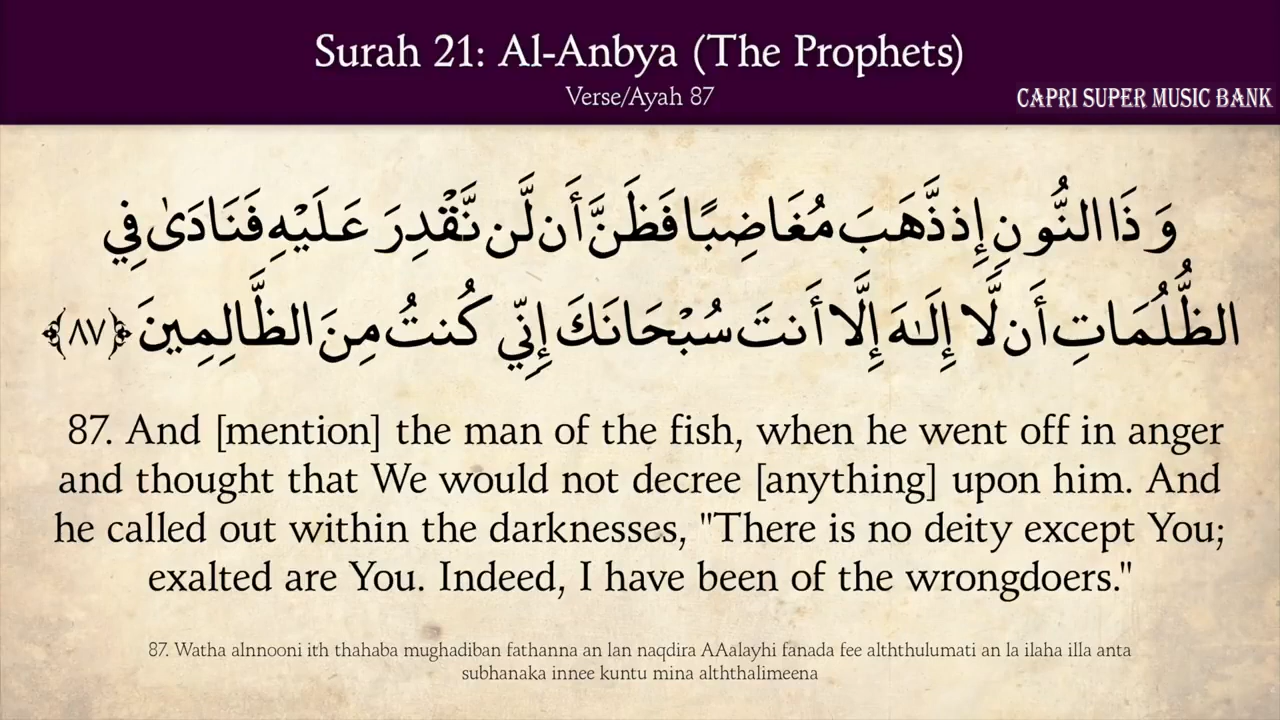 Surah 21: Al-Anbya (The Prophets)
Verse/Ayah 87
CAPRI SUPER MUSIC BANK
وَذَا النُّونِ إِذ ذَّهَبَ مُغَاضِبًا فَظَنَّ أَن لَّن نَّقْدِرَ عَلَيْهِ فَنَادَىٰ فِي
الظُّلُمَاتِ أَن لَّا إِلَـٰهَ إِلَّا أَنتَ سُبْحَانَكَ إِنِّي كُنتُ مِنَ الظَّالِمِينَ ﴿٨٧﴾
87. And [mention] the man of the fish, when he went off in anger
and thought that We would not decree [anything] upon him. And
he called out within the darknesses, "There is no deity except You;
exalted are You. Indeed, I have been of the wrongdoers."
87. Watha alnnooni ith thahaba mughadiban fathanna an lan naqdira AAalayhi fanada fee alththulumati an la ilaha illa anta
subhanaka innee kuntu mina alththalimeena